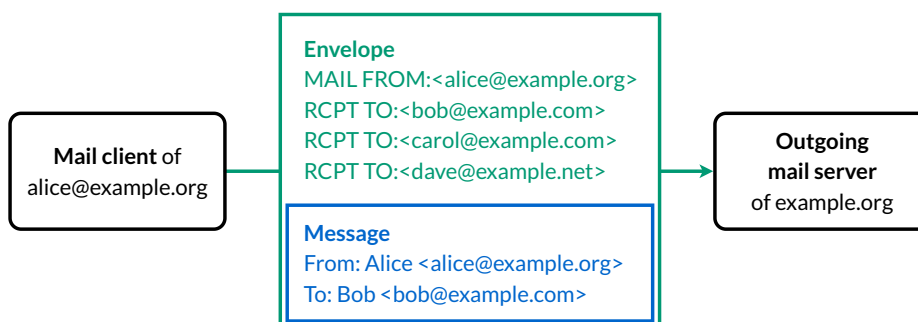 Mail client of
alice@example.org
Envelope
MAIL FROM:<alice@example.org>
RCPT TO:<bob@example.com>
RCPT TO:<carol@example.com>
RCPT TO:<dave@example.net>
Message
From: Alice <alice@example.org>
To: Bob <bob@example.com>
Outgoing
mail server
of example.org